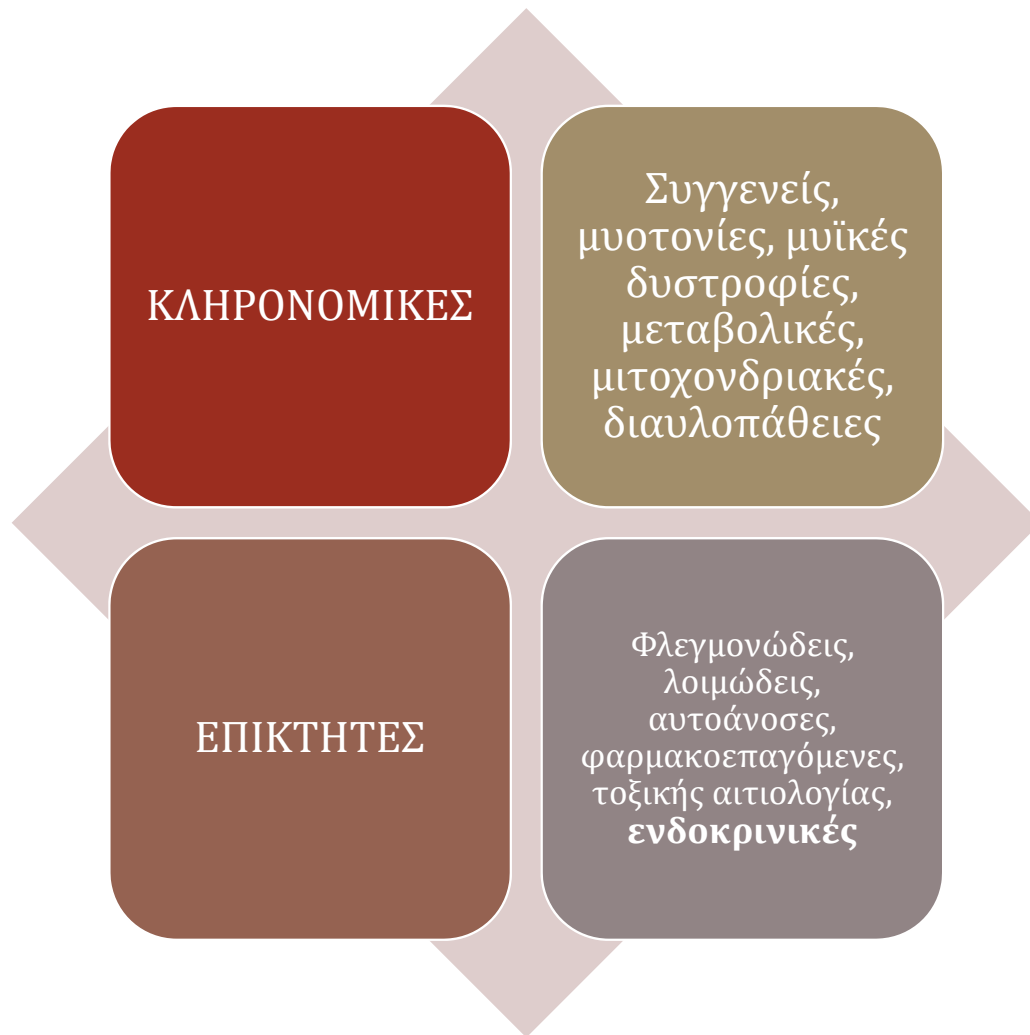 ΚΛΗΡΟΝΟΜΙΚΕΣ
Συγγενείς,
μυοτονίες, μυϊκές
δυστροφίες,
μεταβολικές,
μιτοχονδριακές,
διαυλοπάθειες
ΕΠΙΚΤΗΤΕΣ
Φλεγμονώδεις,
λοιμώδεις,
αυτοάνοσες,
φαρμακοεπαγόμενες,
τοξικής αιτιολογίας,
ενδοκρινικές